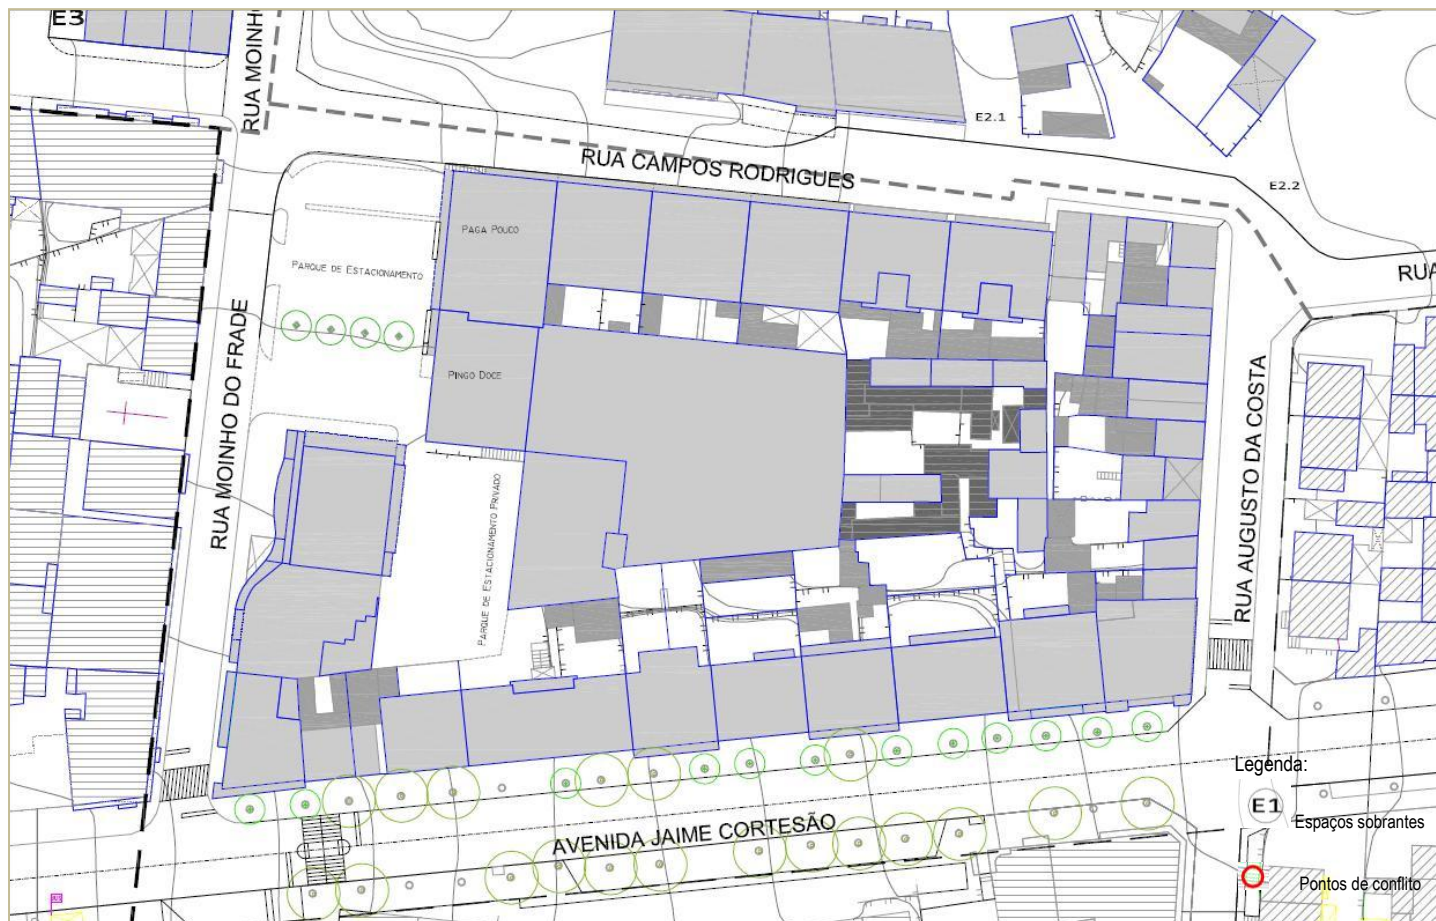 E3
RUA MOINHO
E2.1
RUA CAMPOS RODRIGUES
E2.2
PAGA POUCO
PARQUE DE ESTACIONAMENTO
RUA
RUA MOINHO DO FRADE
PINGO DOCE
RUA AUGUSTO DA COSTA
PARQUE DE ESTACIONAMENTO PRIVADO
Legenda:
E1
Espaços sobrantes
AVENIDA JAIME CORTESÃO
Pontos de conflito